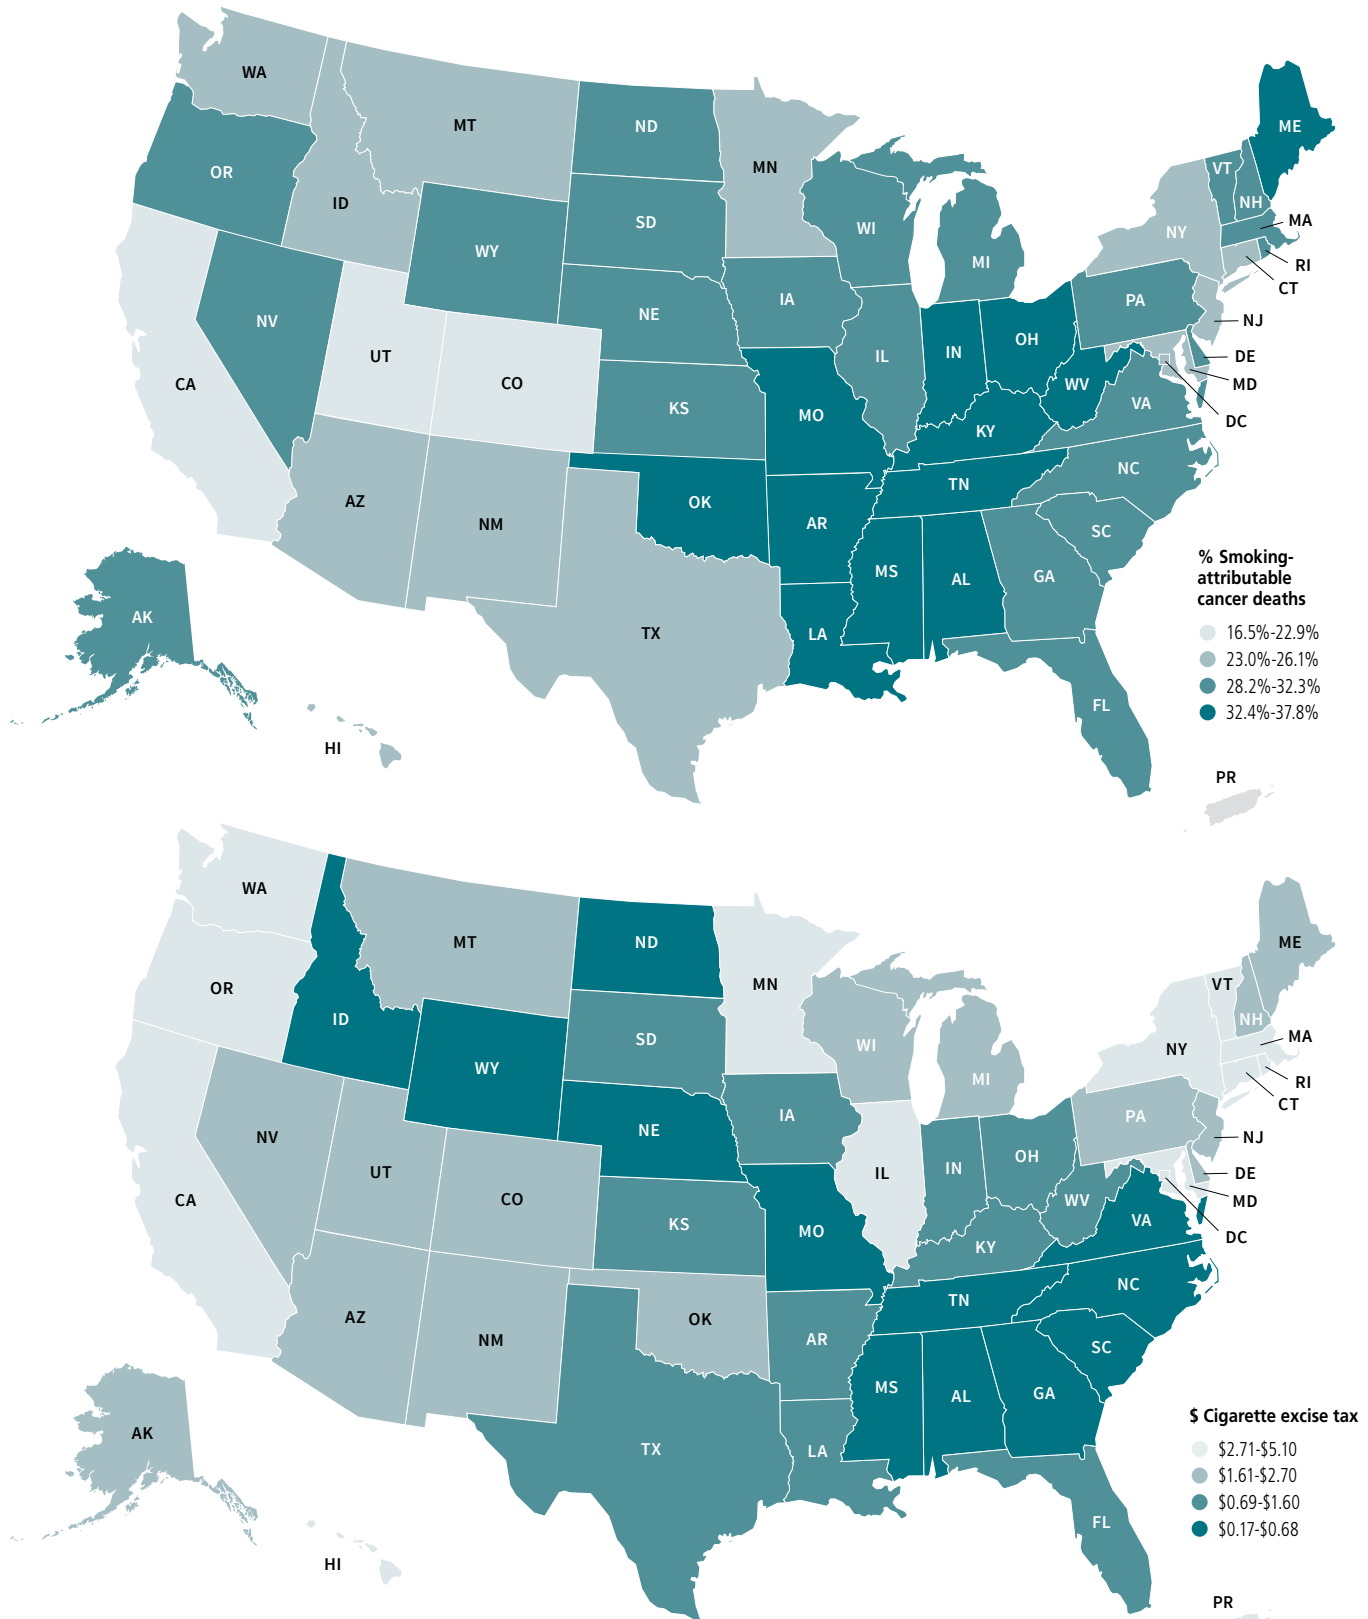 WA
MT
ND
MN
ME
OR
ID
WY
SD
WI
MI
VT
NH
NY
MA
RI
CT
NV
UT
CO
CA
NE
IA
IL
IN
OH
PA
NJ
DE
MD
DC
WV
VA
KS
MO
KY
NC
TN
AZ
NM
OK
AR
SC
MS
AL
GA
TX
LA
FL
AK
HI
% Smoking-
attributable
cancer deaths
16.5%-22.9%
23.0%-26.1%
28.2%-32.3%
32.4%-37.8%
PR
WA
MT
ND
MN
ME
OR
ID
WY
SD
WI
MI
VT
NH
NY
MA
RI
CT
NV
UT
CO
CA
NE
IA
IL
IN
OH
PA
NJ
DE
MD
DC
WV
VA
KS
MO
KY
NC
TN
AZ
NM
OK
AR
SC
MS
AL
GA
TX
LA
FL
AK
HI
$ Cigarette excise tax
$2.71-$5.10
$1.61-$2.70
$0.69-$1.60
$0.17-$0.68
PR